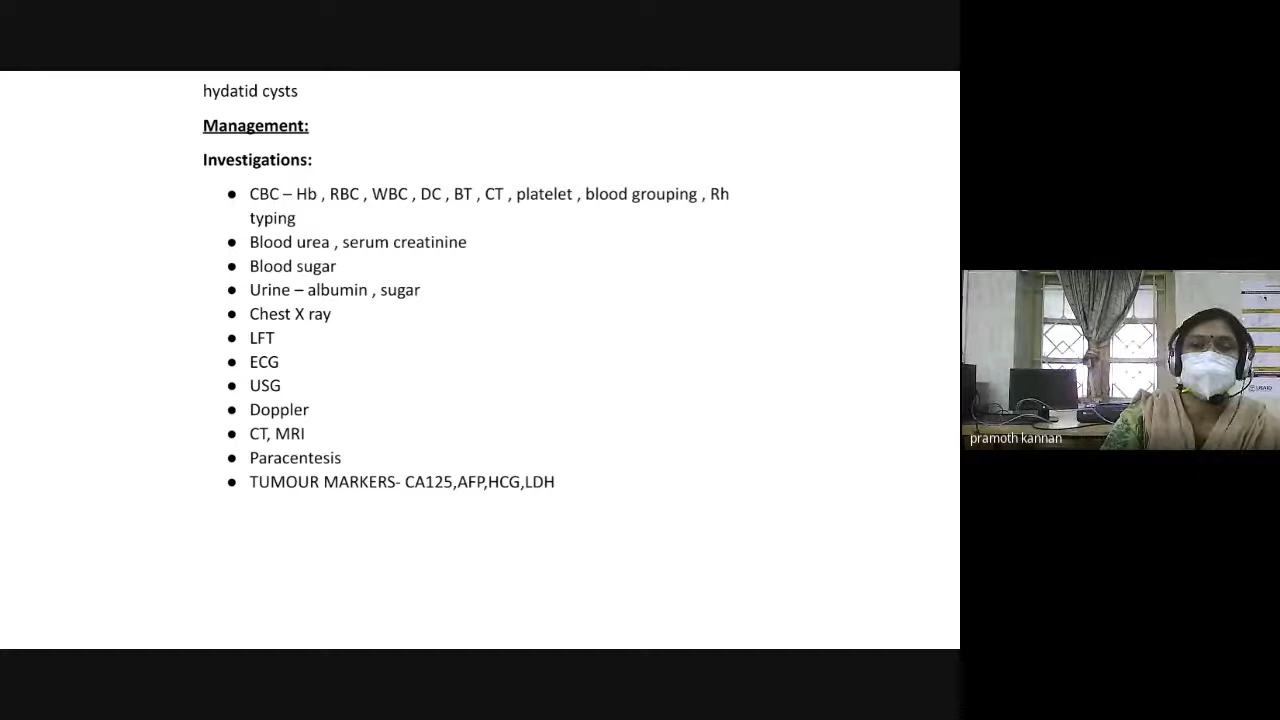 hydatid cysts
Management:
Investigations:
● CBC – Hb , RBC , WBC , DC , BT , CT , platelet , blood grouping , Rh
typing
● Blood urea , serum creatinine
● Blood sugar
● Urine – albumin , sugar
● Chest X ray
● LFT
● ECG
● USG
● Doppler
● CT, MRI
● Paracentesis
● TUMOUR MARKERS- CA125,AFP,HCG,LDH
USAID
pramoth kannan